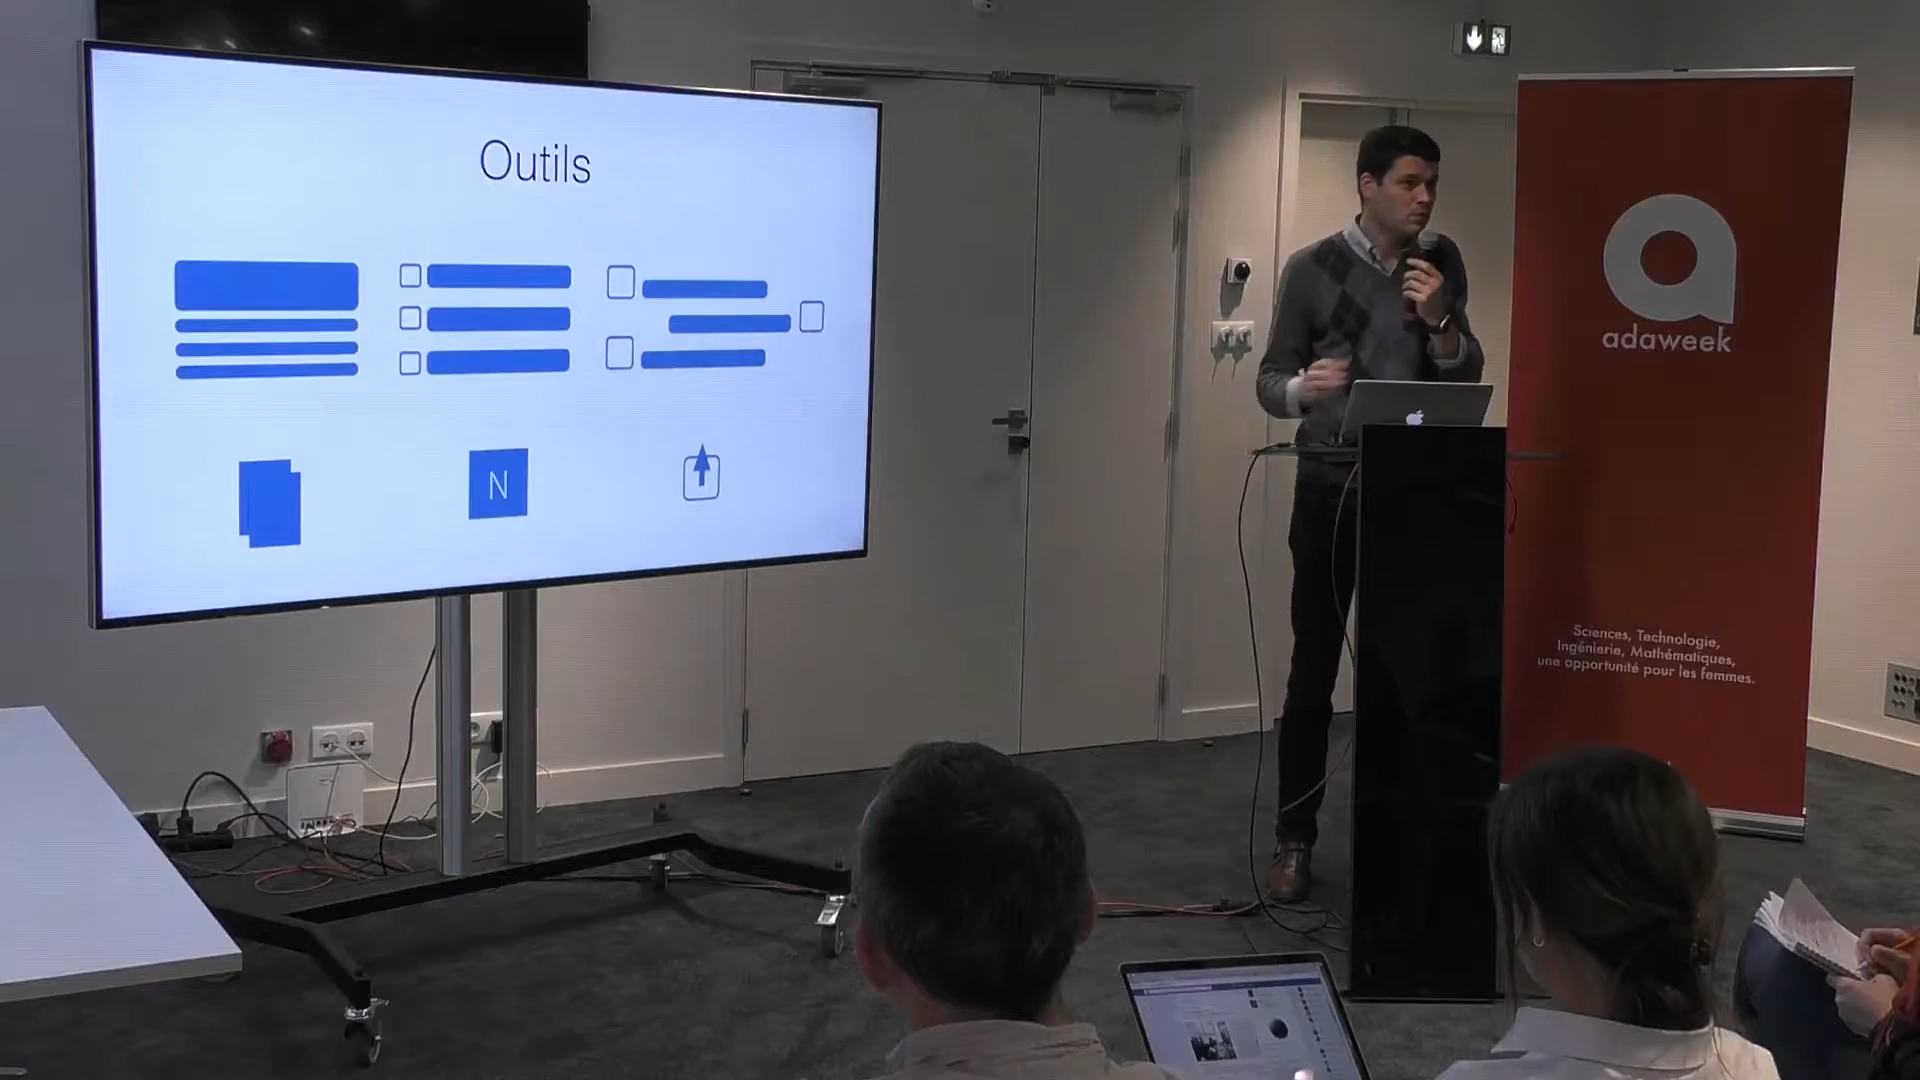 Outils
N
adaweek
Sciences, Technologie,
Ingénierie, Mathématiques,
une opportunité pour les femmes.